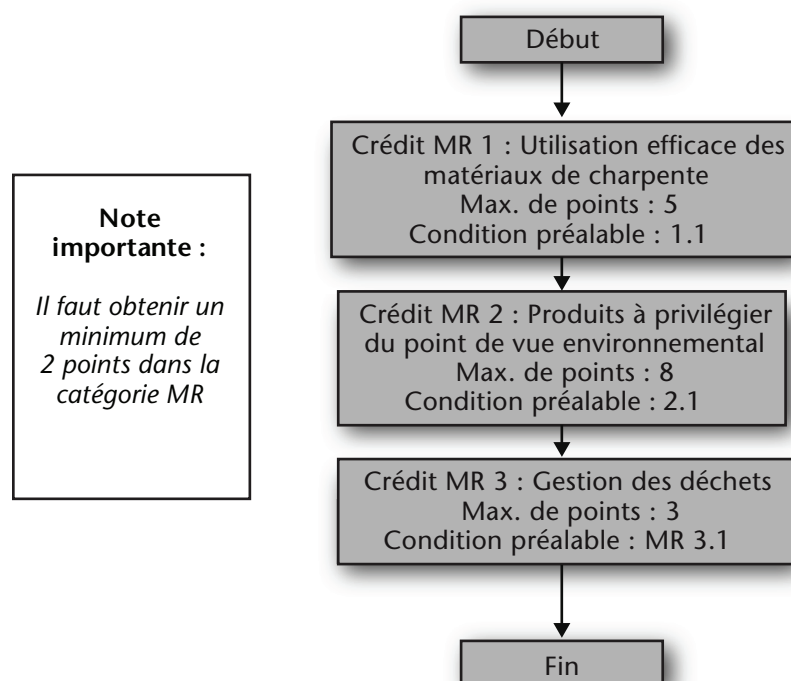 Début
Crédit MR 1 : Utilisation efficace des
matériaux de charpente
Max. de points : 5
Condition préalable : 1.1
Note
importante :
Il faut obtenir un
minimum de
2 points dans la
catégorie MR
Crédit MR 2 : Produits à privilégier
du point de vue environnemental
Max. de points : 8
Condition préalable : 2.1
Crédit MR 3 : Gestion des déchets
Max. de points : 3
Condition préalable : MR 3.1
Fin